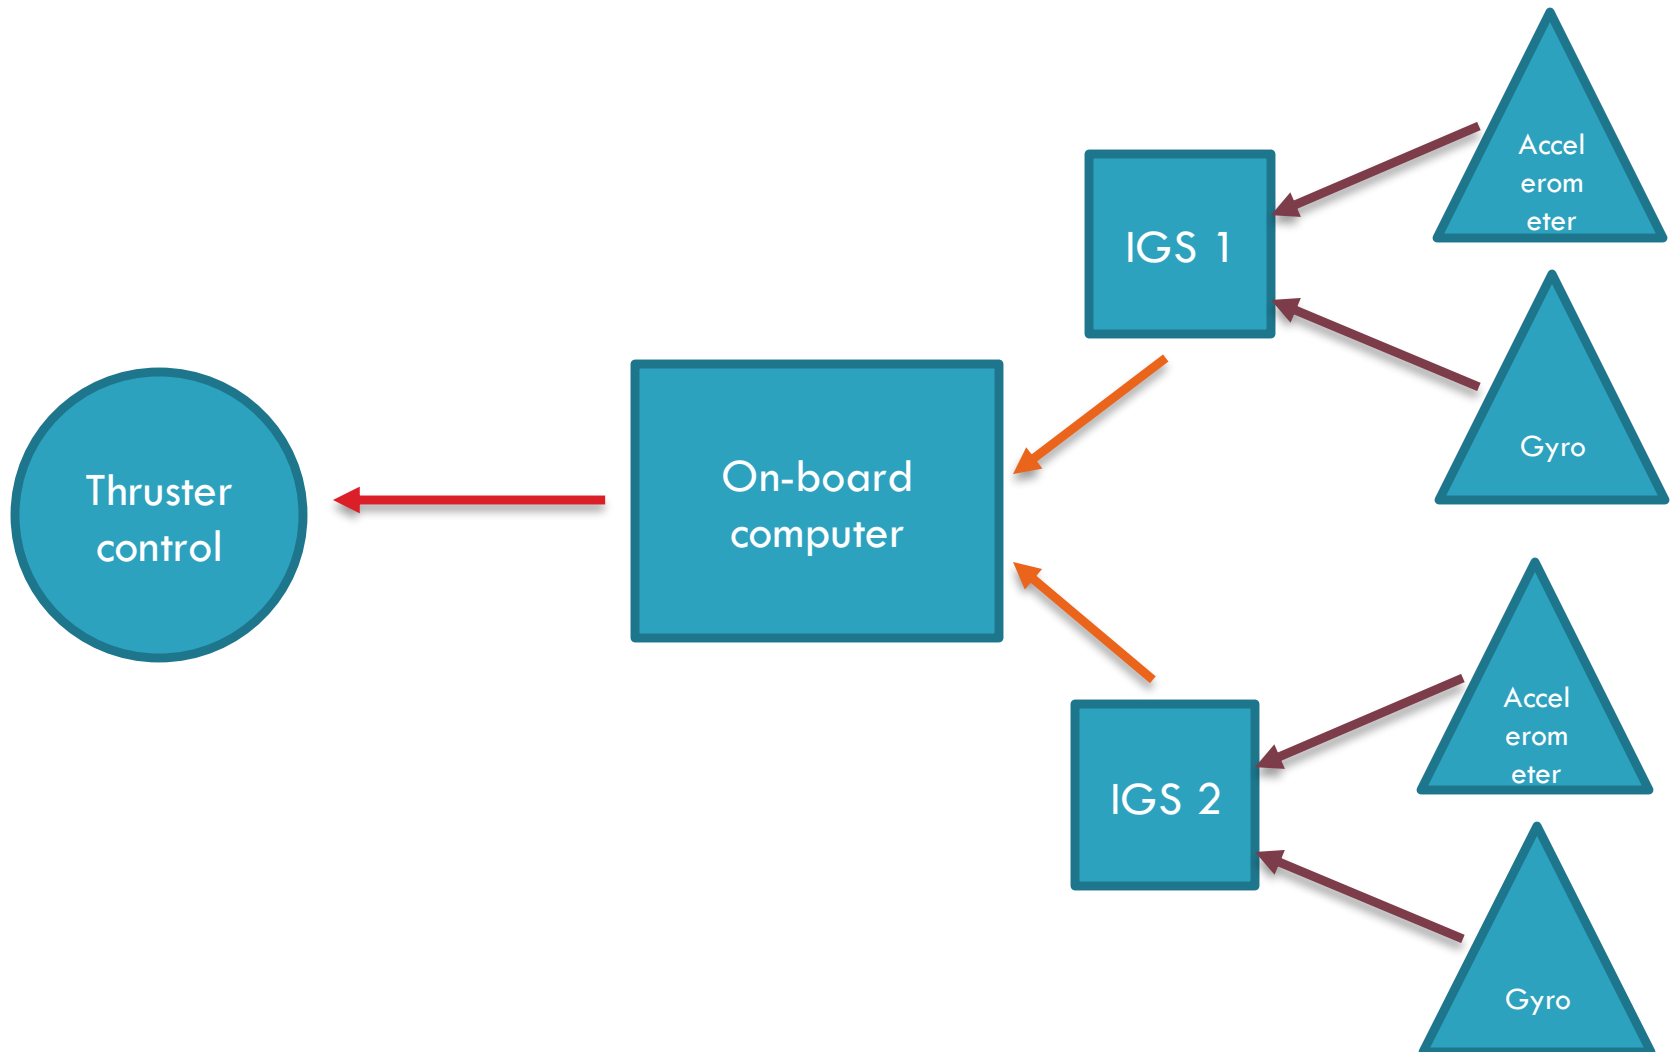 Thruster
control
On-board
computer
IGS 1
Accel
erom
eter
Gyro
IGS 2
Accel
erom
eter
Gyro